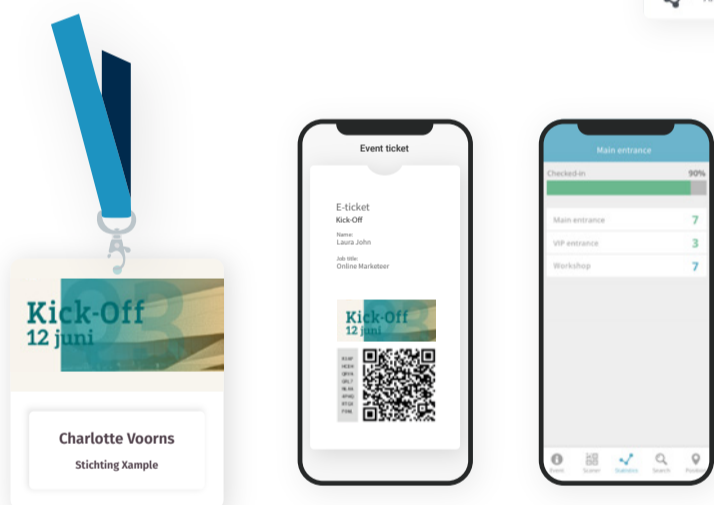 Kick-Off
12 juni
Charlotte Voorns
Stichting Xample
Event ticket
E-ticket
Kick-Off
Name:
Laura John
Job title:
Online Marketeer
Kick-Off
12 juni
Main entrance
Checked-in 90%
Main entrance 7
VIP entrance 3
Workshop 7
Event Scanner Statistics Search